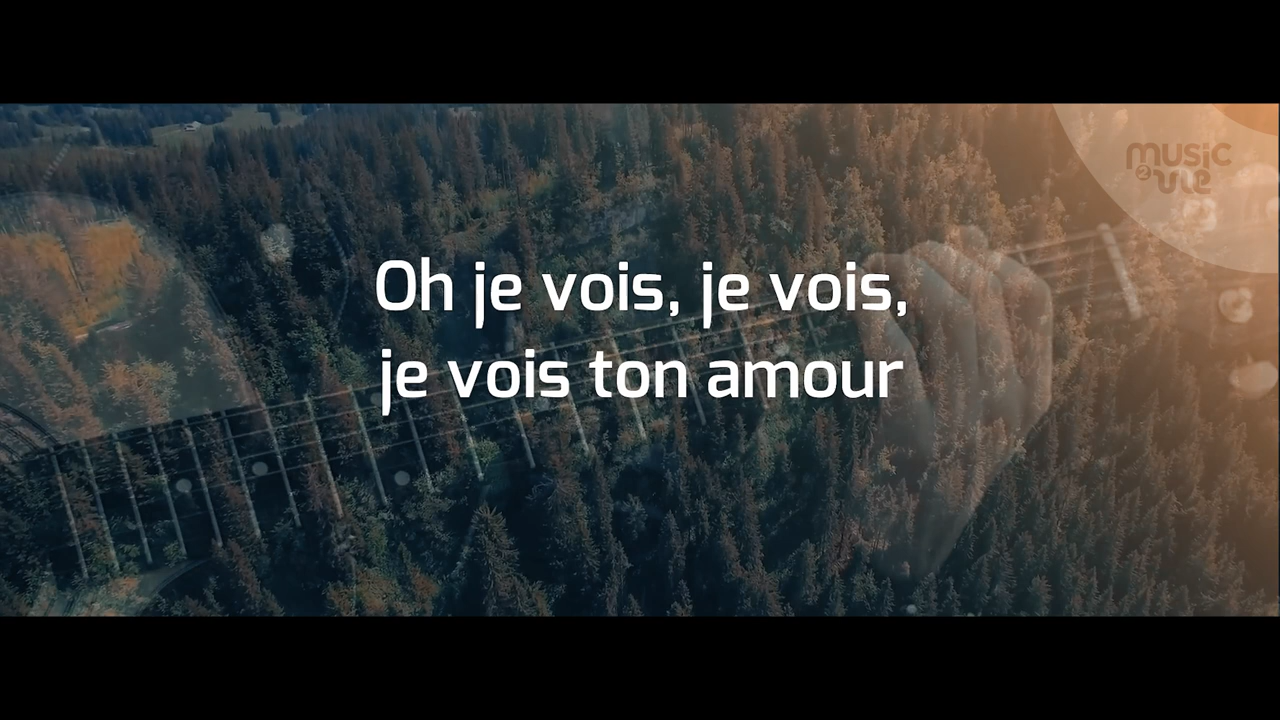 music
2
vie
Oh je vois, je vois,
je vois ton amour